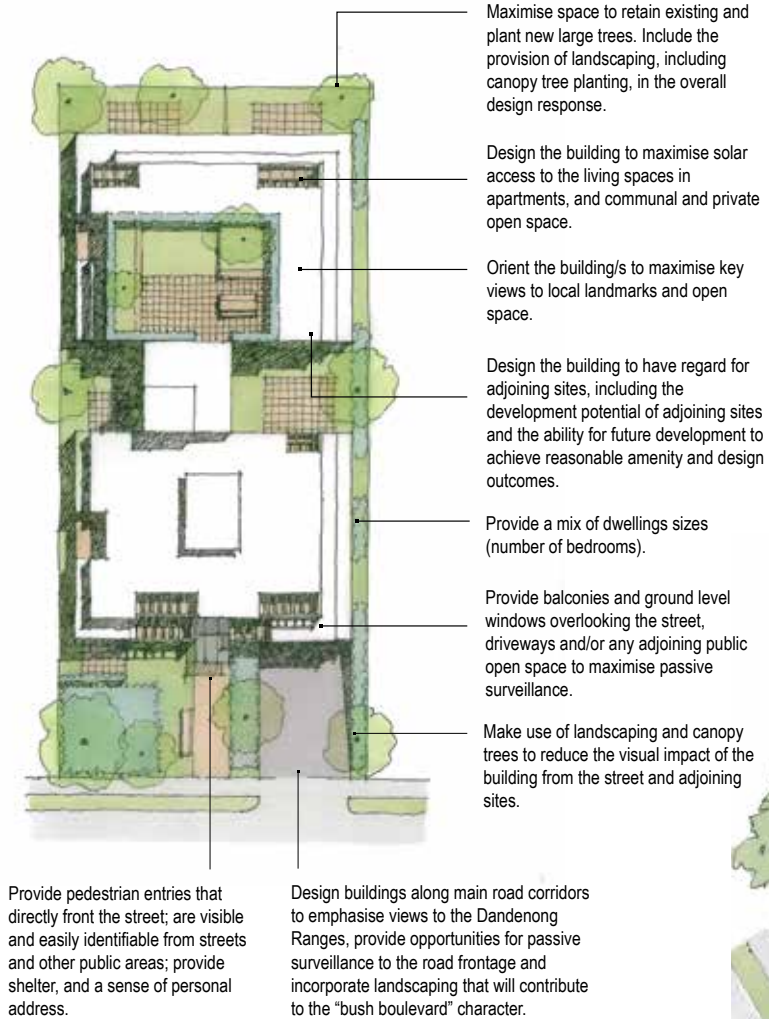 Maximise space to retain existing and
plant new large trees. Include the
provision of landscaping, including
canopy tree planting, in the overall
design response.
Design the building to maximise solar
access to the living spaces in
apartments, and communal and private
open space.
Orient the building/s to maximise key
views to local landmarks and open
space.
Design the building to have regard for
adjoining sites, including the
development potential of adjoining sites
and the ability for future development to
achieve reasonable amenity and design
outcomes.
Provide a mix of dwellings sizes
(number of bedrooms).
Provide balconies and ground level
windows overlooking the street,
driveways and/or any adjoining public
open space to maximise passive
surveillance.
Make use of landscaping and canopy
trees to reduce the visual impact of the
building from the street and adjoining
sites.
Provide pedestrian entries that
directly front the street; are visible
and easily identifiable from streets
and other public areas; provide
shelter, and a sense of personal
address.
Design buildings along main road corridors
to emphasise views to the Dandenong
Ranges, provide opportunities for passive
surveillance to the road frontage and
incorporate landscaping that will contribute
to the “bush boulevard” character.